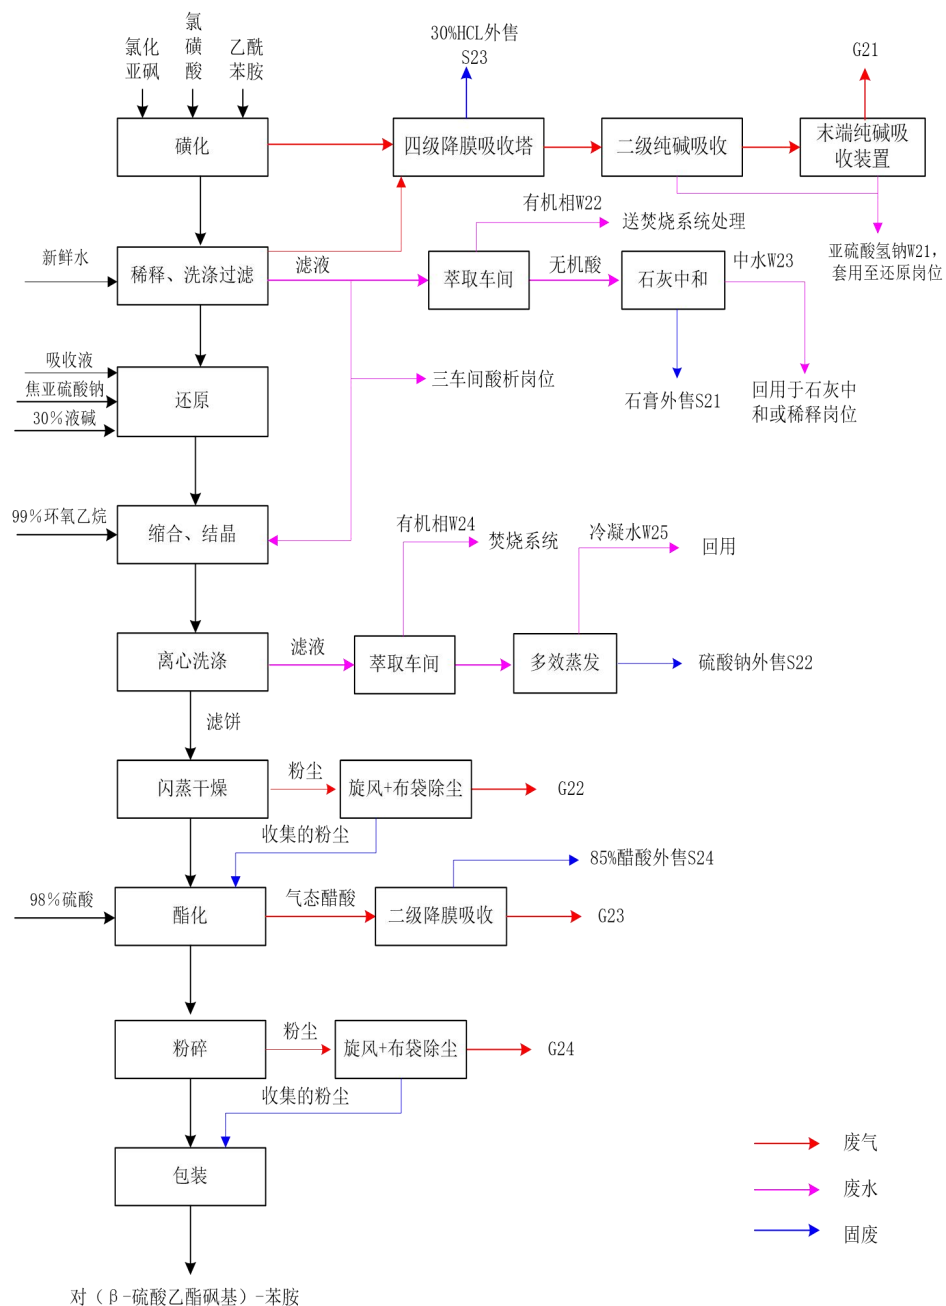 氯化
亚砜
氯
磺
酸
乙酰
苯胺
30%HCL外售
S23
G21
磺化
四级降膜吸收塔
二级纯碱吸收
末端纯碱吸
收装置
有机相W22
送焚烧系统处理
亚硫酸氢钠W21,
套用至还原岗位
新鲜水
稀释、洗涤过滤
滤液
萃取车间
无机酸
石灰中和
中水W23
吸收液
焦亚硫酸钠
30%液碱
还原
三车间酸析岗位
石膏外售S21
回用于石灰中
和或稀释岗位
99%环氧乙烷
缩合、结晶
有机相W24
焚烧系统
冷凝水W25
回用
离心洗涤
滤液
萃取车间
多效蒸发
硫酸钠外售S22
滤饼
闪蒸干燥
粉尘
旋风+布袋除尘
G22
收集的粉尘
85%醋酸外售S24
98%硫酸
酯化
气态醋酸
二级降膜吸收
G23
粉碎
粉尘
旋风+布袋除尘
G24
收集的粉尘
包装
废气
废水
固废
对（β-硫酸乙酯砜基）-苯胺